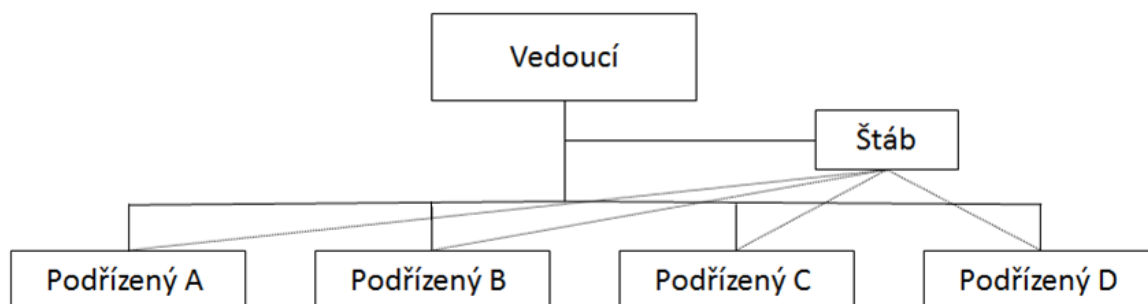 Vedoucí
Štáb
Podřízený A
Podřízený B
Podřízený C
Podřízený D